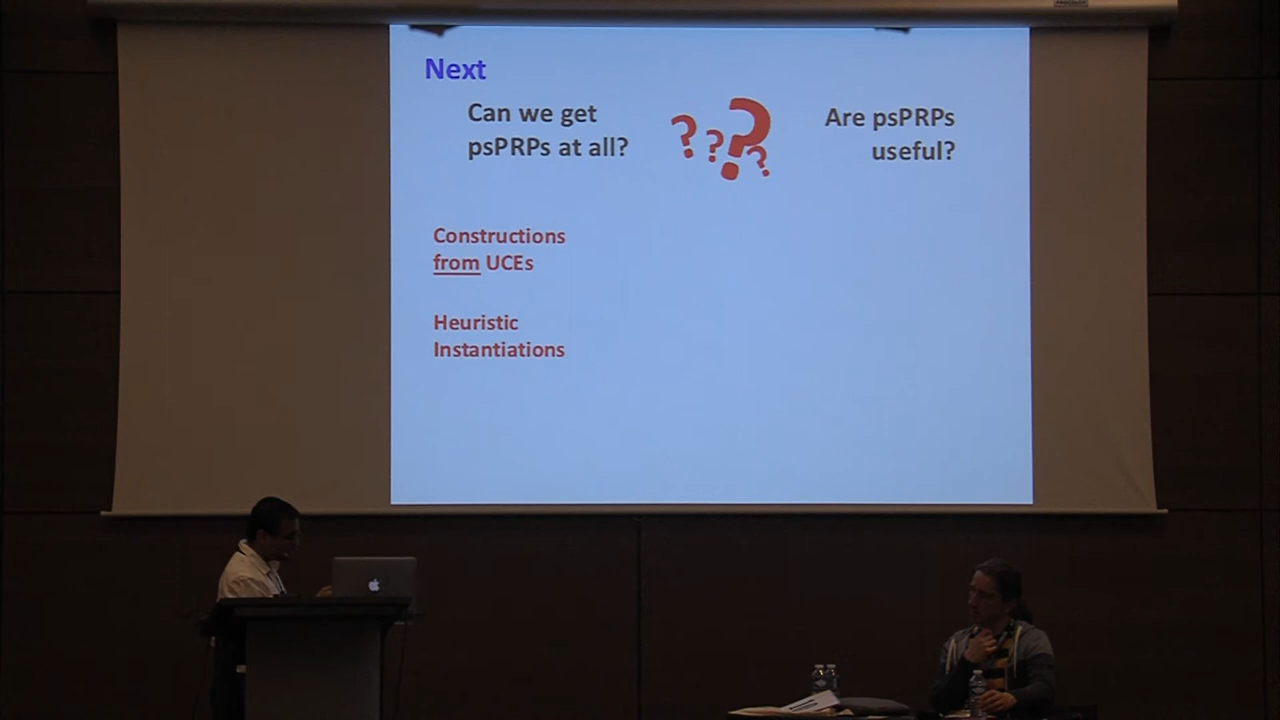 Next
Can we get
psPRPs at all?
? ? ? ?
Are psPRPs
useful?
Constructions
from UCEs
Heuristic
Instantiations